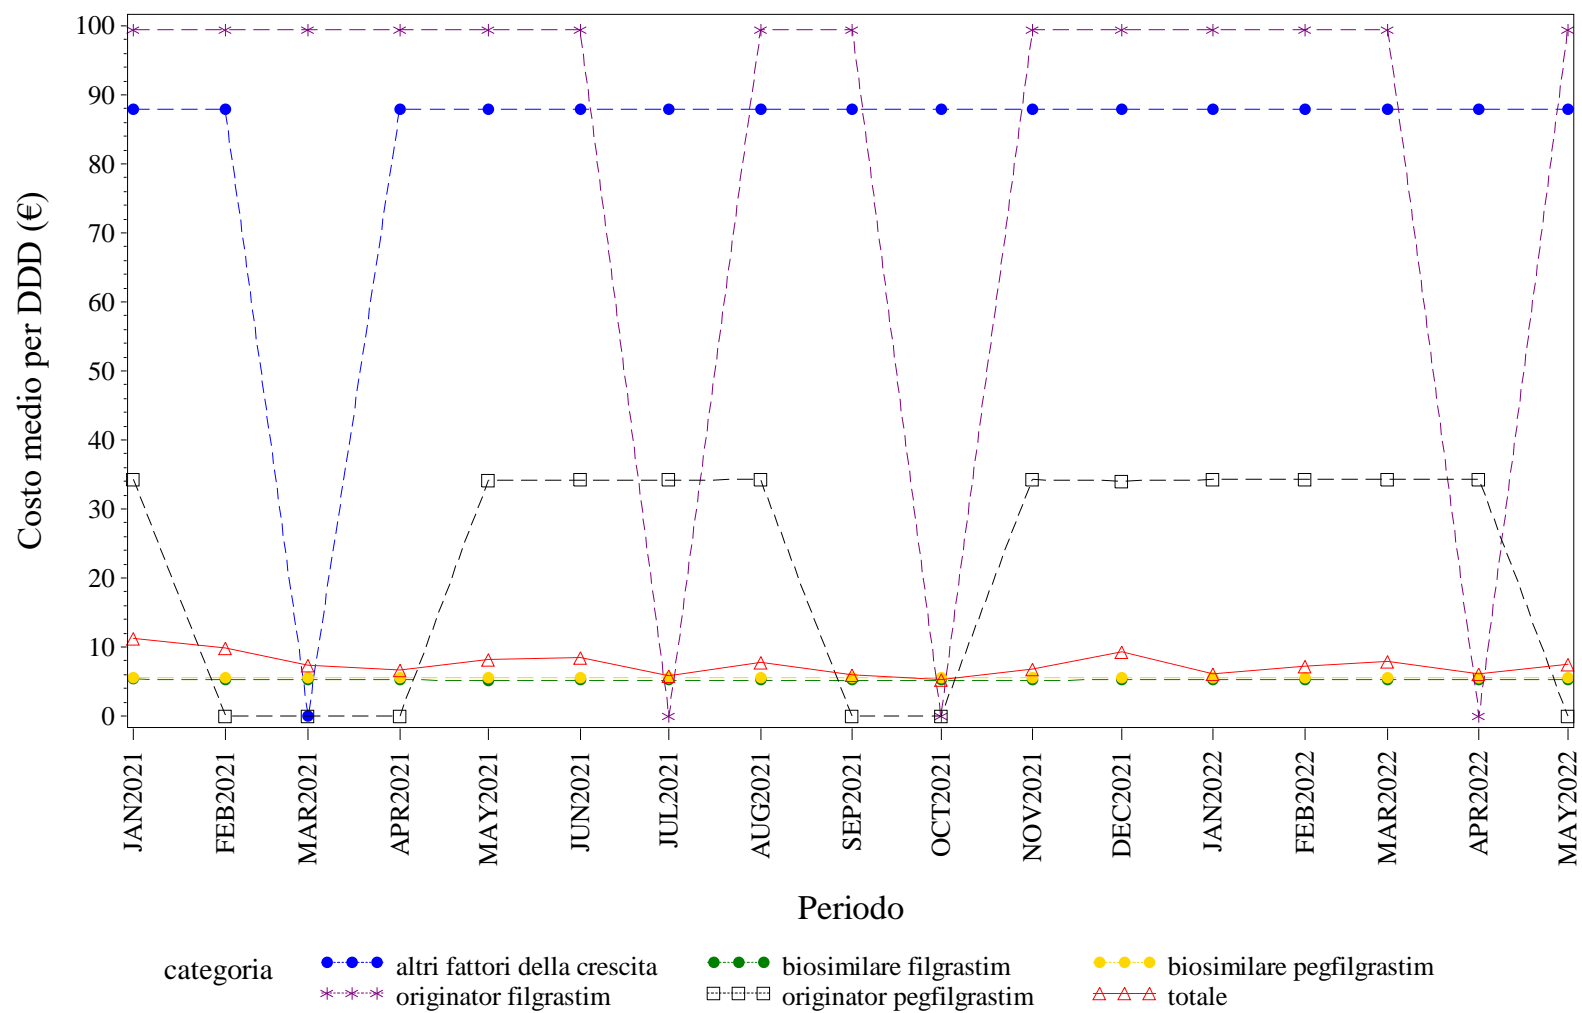 Costo medio per DDD (€)
100
90
80
70
60
50
40
30
20
10
0
JAN2021
FEB2021
MAR2021
APR2021
MAY2021
JUN2021
JUL2021
AUG2021
SEP2021
OCT2021
NOV2021
DEC2021
JAN2022
FEB2022
MAR2022
APR2022
MAY2022
Periodo
categoria
altri fattori della crescita
biosimilare filgrastim
biosimilare pegfilgrastim
originator filgrastim
originator pegfilgrastim
totale